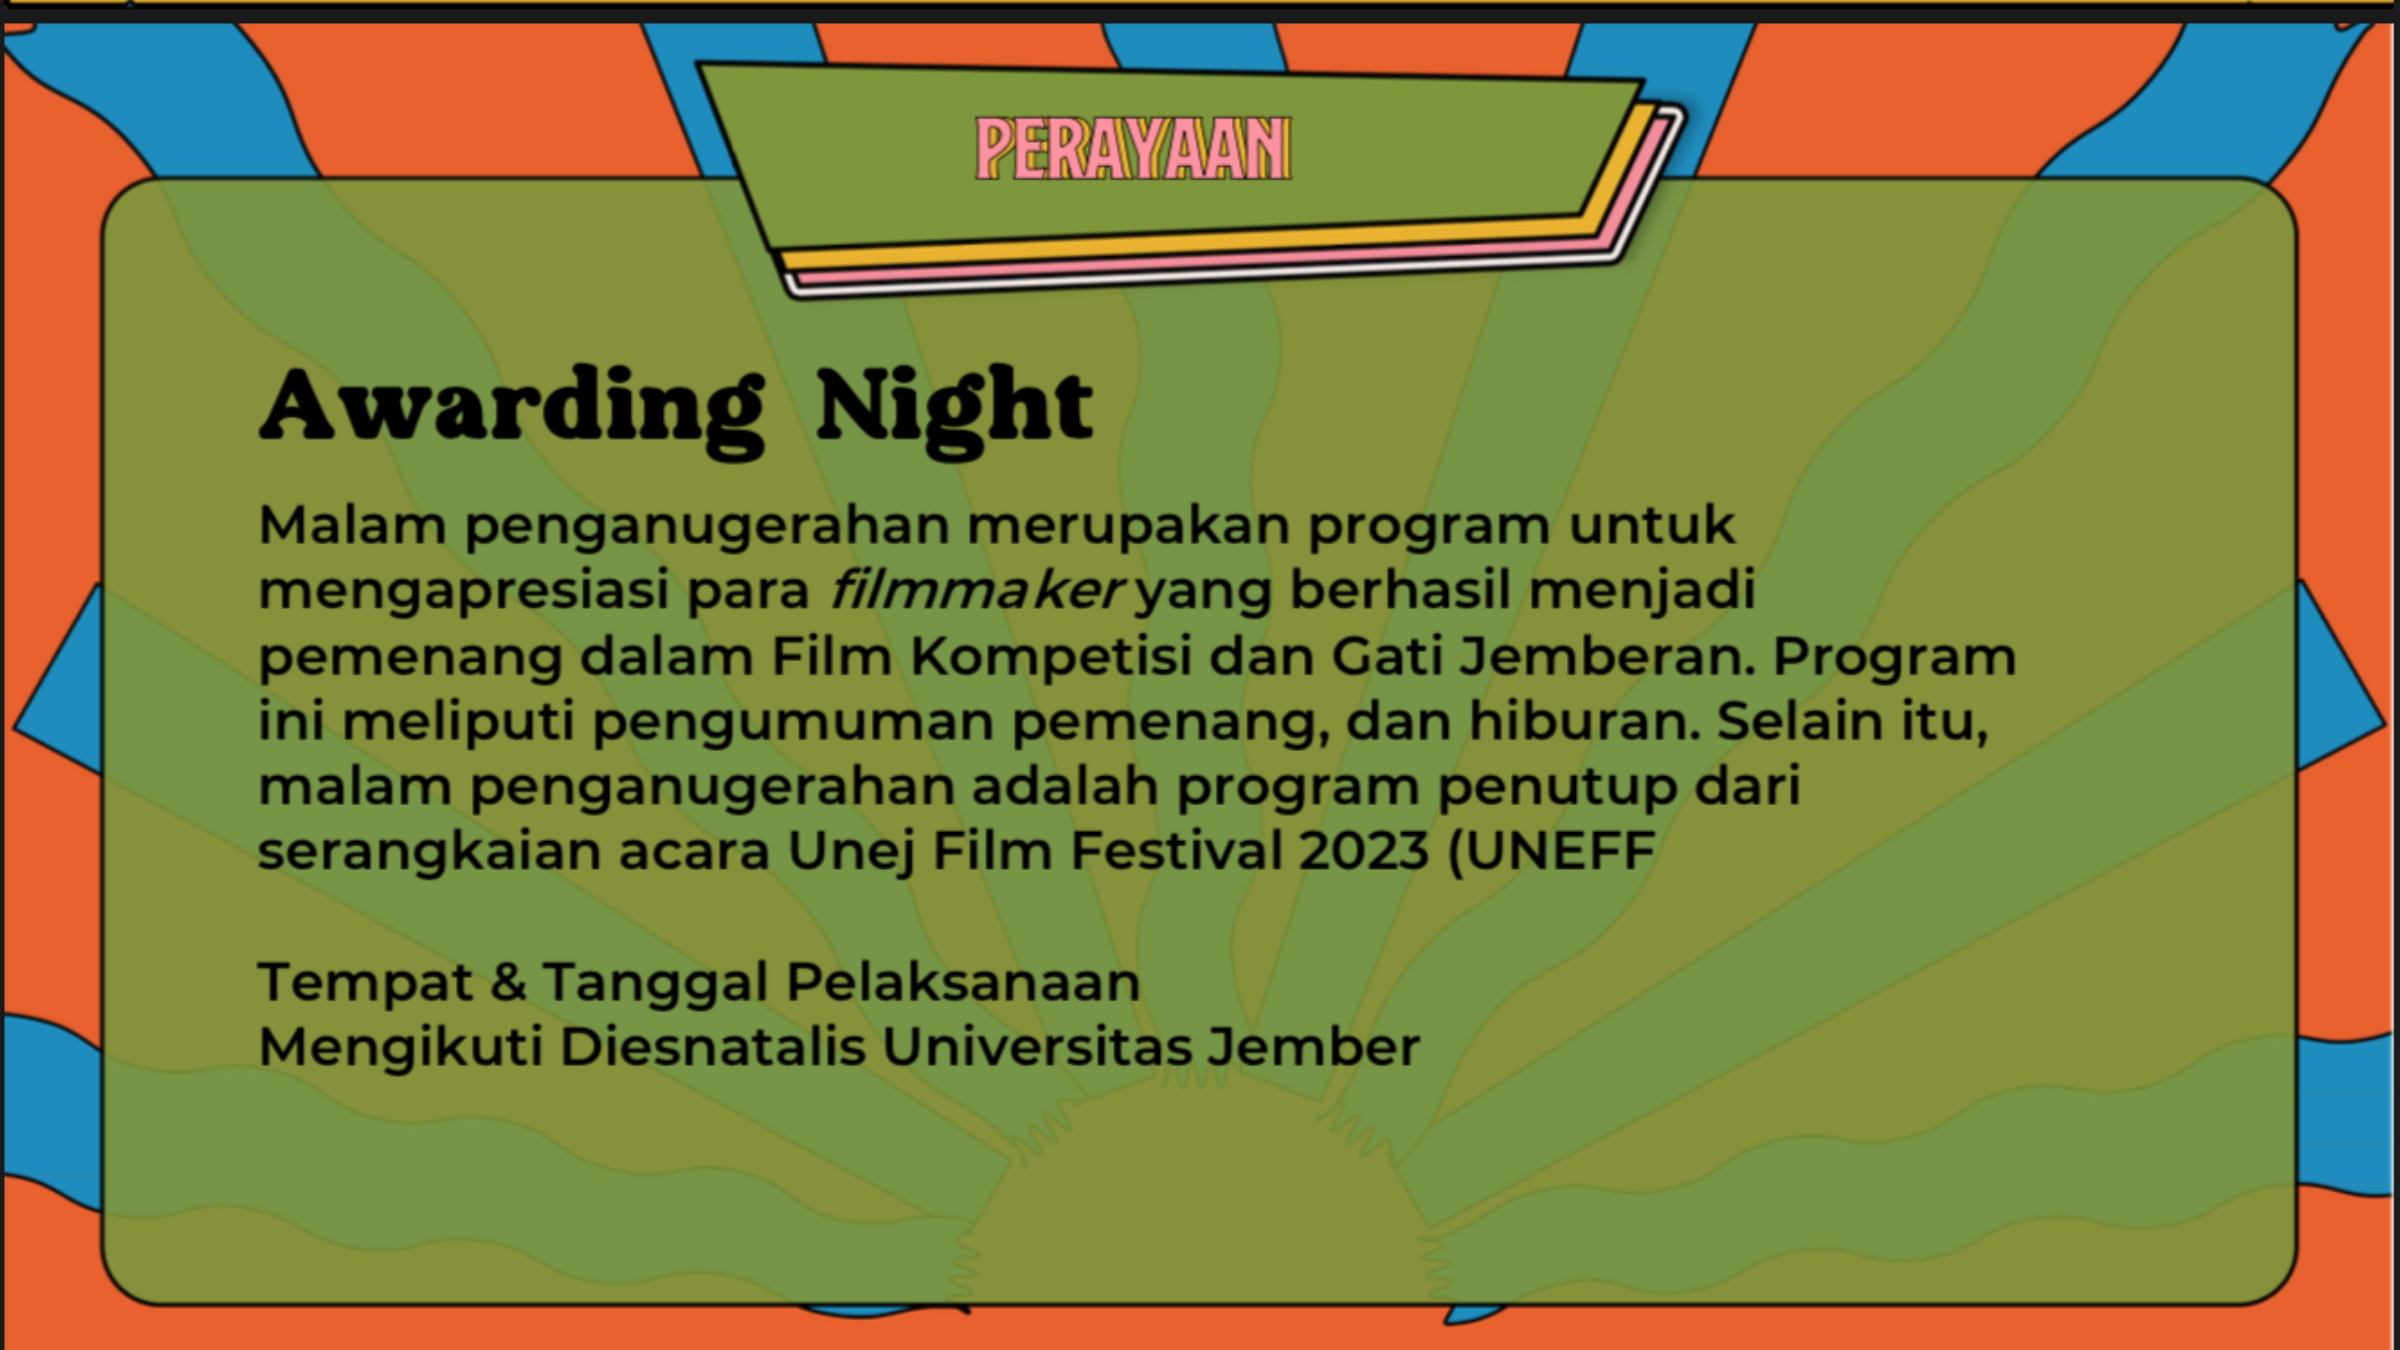 PERAYAAN
Awarding Night
Malam penganugerahan merupakan program untuk
mengapresiasi para filmmaker yang berhasil menjadi
pemenang dalam Film Kompetisi dan Gati Jemberan. Program
ini meliputi pengumuman pemenang, dan hiburan. Selain itu,
malam penganugerahan adalah program penutup dari
serangkaian acara Unej Film Festival 2023 (UNEFF
Tempat & Tanggal Pelaksanaan
Mengikuti Diesnatalis Universitas Jember